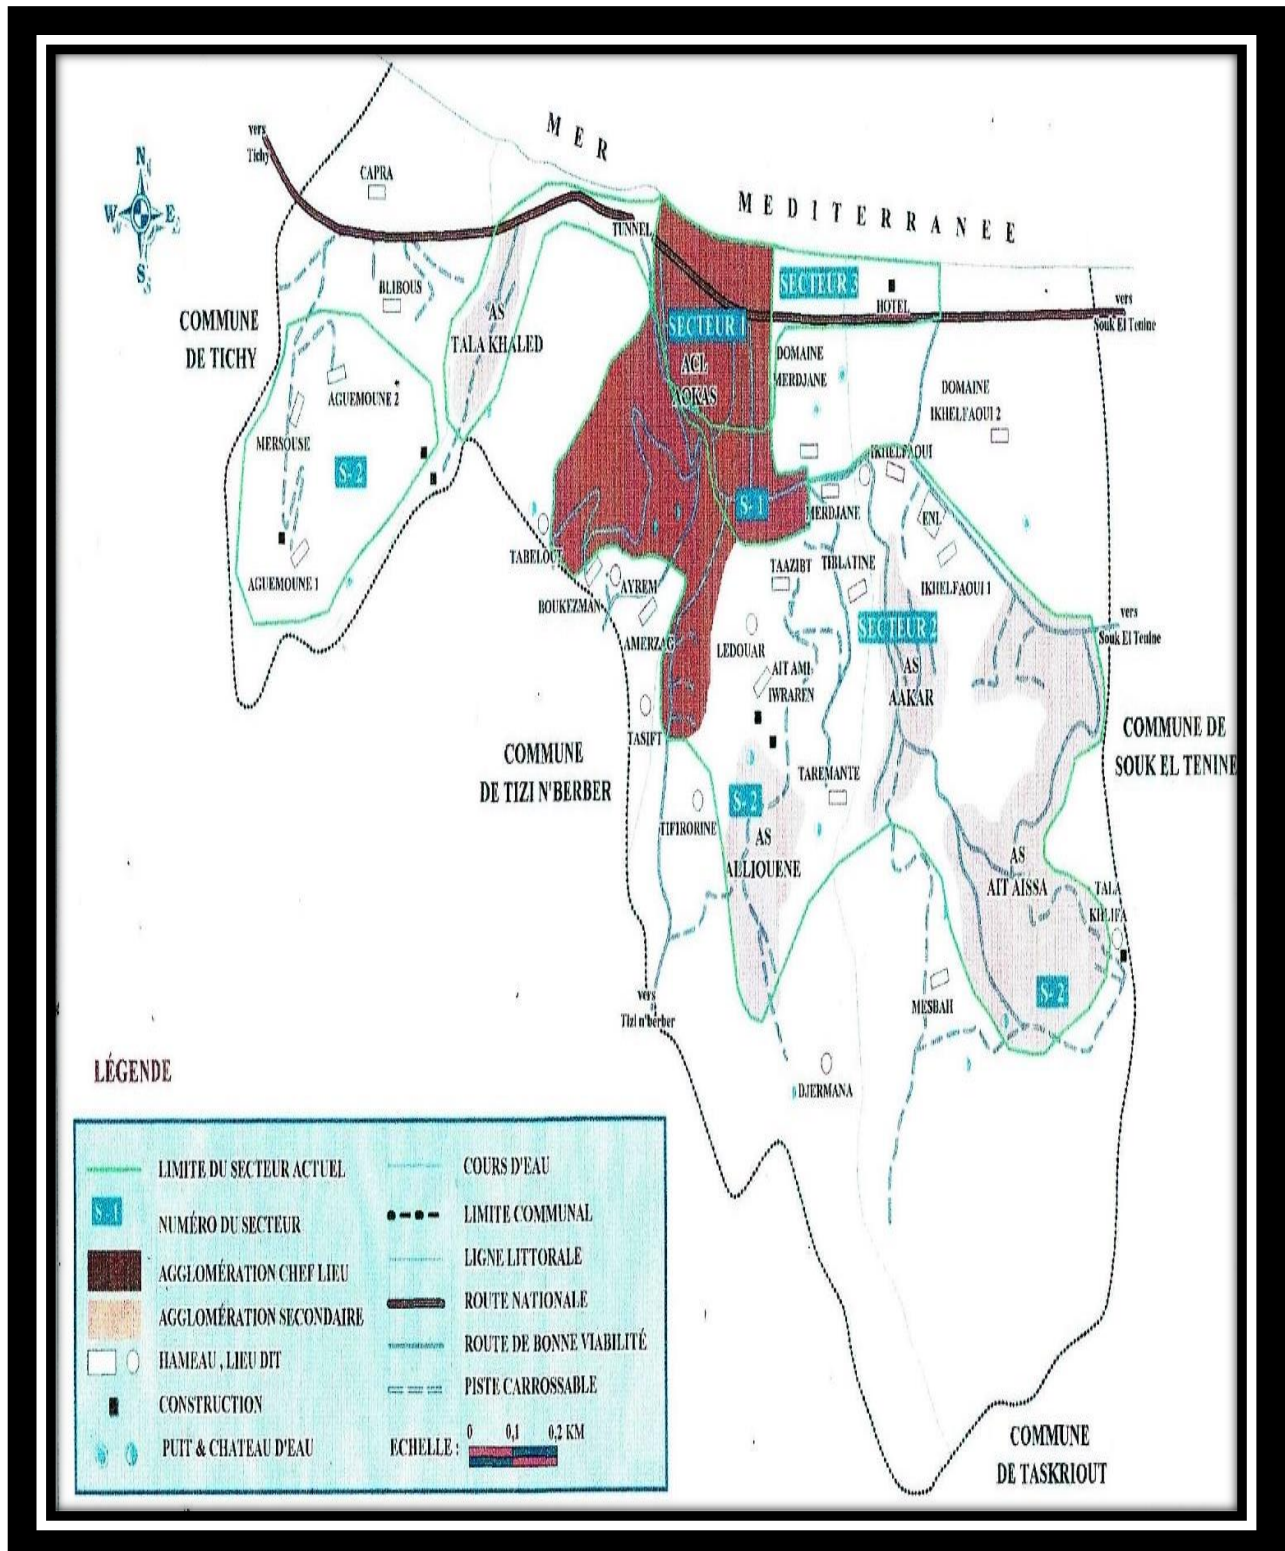 MER
MEDITERRANEE
N
W
E
S
vers
Tichy
CAPRA
TUNNEL
BLIBOUS
SECTEUR 3
HOTEL
vers
Souk El Tenine
COMMUNE
DE TICHY
AS
TALA KHALED
SECTEUR 1
ACL
AOKAS
DOMAINE
MERDJANE
DOMAINE
IKHELFAOUI 2
AGUEMOUNE 2
MERSOUSE
S- 2
IKHELFAOUI
S- 1
MERDJANE
ENL
AGUEMOUNE 1
TABELOUT
TAAZIBT
TIBLATINE
IKHELFAOUI 1
BOUKEZMAN
AYREM
AMERZAG
LEDOUAR
SECTEUR 2
vers
Souk El Tenine
AIT AMI-
IWRAREN
AS
AAKAR
TASIFT
COMMUNE
DE TIZI N'BERBER
COMMUNE DE
SOUK EL TENINE
TAREMANTE
S- 2
TIFIRORINE
AS
ALLIOUENE
AS
AIT AISSA
TALA
KHLIFA
S- 2
MESBAH
vers
Tizi n'berber
DJERMANA
LÉGENDE
LIMITE DU SECTEUR ACTUEL
S-1
NUMÉRO DU SECTEUR
AGGLOMÉRATION CHEF LIEU
AGGLOMÉRATION SECONDAIRE
HAMEAU , LIEU DIT
CONSTRUCTION
PUIT & CHATEAU D'EAU
COURS D'EAU
LIMITE COMMUNAL
LIGNE LITTORALE
ROUTE NATIONALE
ROUTE DE BONNE VIABILITÉ
PISTE CARROSSABLE
ECHELLE : 0 0,1 0,2 KM
COMMUNE
DE TASKRIOUT